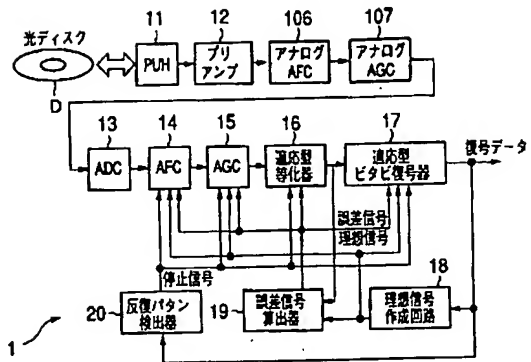 光ディスク
D
11
PUH
12
プリ
アンプ
106
アナログ
AFC
107
アナログ
AGC
13
ADC
14
AFC
15
AGC
16
適応型
等化器
17
適応型
ビタビ復号器
復号データ
誤差信号
理想信号
停止信号
18
理想信号
作成回路
19
誤差信号
算出器
20
反復パタン
検出器
1